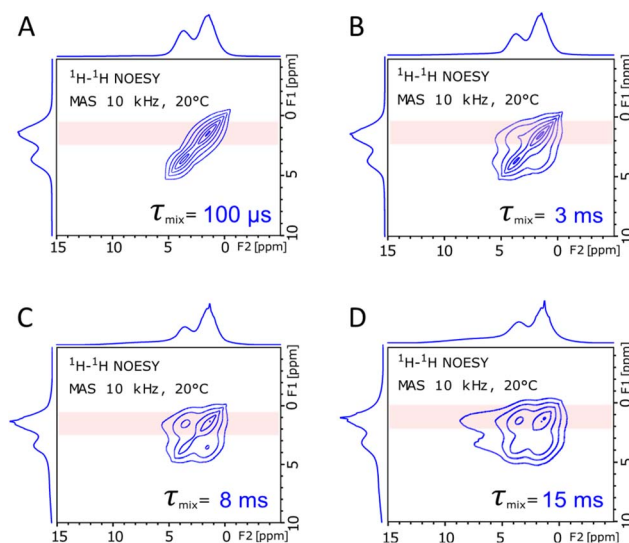 A
¹H-¹H NOESY
MAS 10 kHz, 20°C
τmix= 100 µs
0
5
10
F1 [ppm]
15
10
5
0
F2 [ppm]
B
¹H-¹H NOESY
MAS 10 kHz, 20°C
τmix= 3 ms
0
5
10
F1 [ppm]
15
10
5
0
F2 [ppm]
C
¹H-¹H NOESY
MAS 10 kHz, 20°C
τmix= 8 ms
0
5
10
F1 [ppm]
15
10
5
0
F2 [ppm]
D
¹H-¹H NOESY
MAS 10 kHz, 20°C
τmix= 15 ms
0
5
10
F1 [ppm]
15
10
5
0
F2 [ppm]